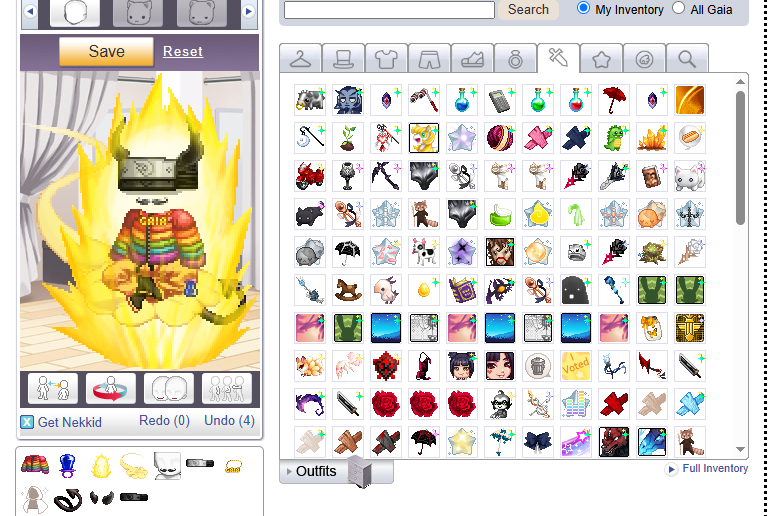 Search
My Inventory
All Gaia
Save
Reset
GAIA
Voted
Get Nekkid
Redo (0)
Undo (4)
Outfits
Full Inventory